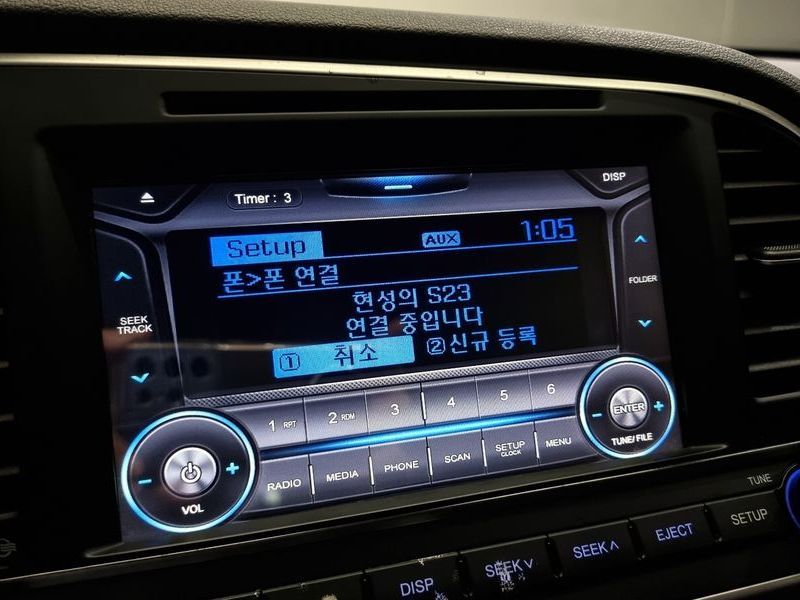 Timer : 3
DISP
Setup
AUX
1:05
폰>폰 연결
현성의 S23
연결 중입니다
① 취소
②신규 등록
SEEK
TRACK
FOLDER
1 RPT
2 RDM
3
4
5
6
ENTER
TUNE/ FILE
VOL
RADIO
MEDIA
PHONE
SCAN
SETUP
CLOCK
MENU
DISP
SEEK∨
SEEK∧
EJECT
SETUP
TUNE